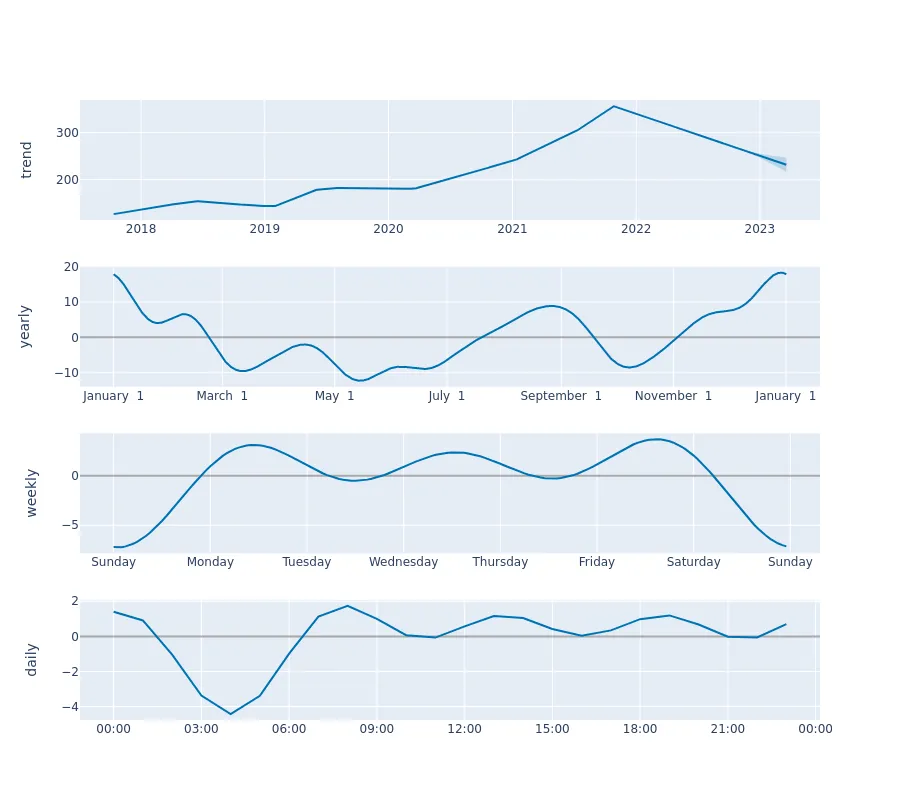 trend
300
200
2018 2019 2020 2021 2022 2023
yearly
20
10
0
−10
January 1 March 1 May 1 July 1 September 1 November 1 January 1
weekly
0
−5
Sunday Monday Tuesday Wednesday Thursday Friday Saturday Sunday
daily
2
0
−2
−4
00:00 03:00 06:00 09:00 12:00 15:00 18:00 21:00 00:00